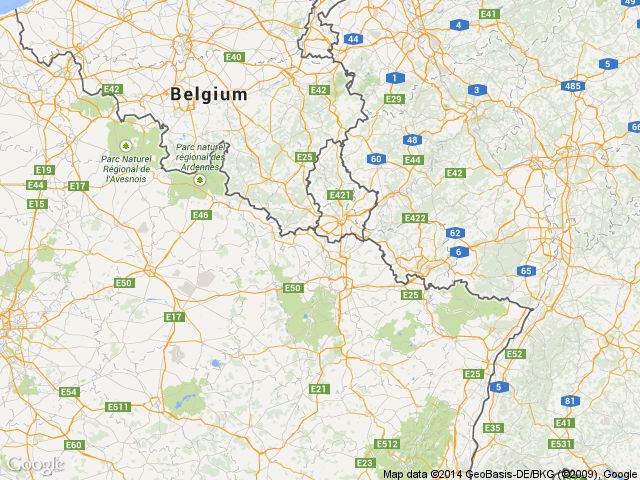 E41
4
49
44
E40
5
E42
E42
1
485
Belgium
3
E29
66
48
Parc Naturel
Régional de
l'Avesnois
Parc naturel
régional des
Ardennes
E25
60
E44
E19
E42
E44
E17
E421
E15
E46
E422
62
6
65
E50
E50
E25
E17
E52
E25
E21
5
E54
E511
81
E41
E35
E60
E512
E531
E23
Google
Map data ©2014 GeoBasis-DE/BKG (©2009), Google